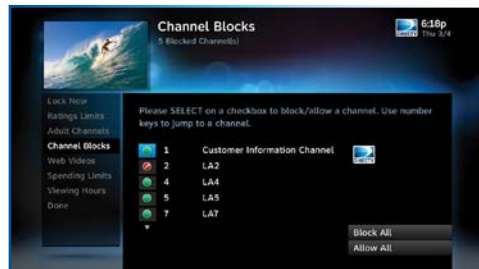 Channel Blocks
5 Blocked Channel(s)
DIRECTV
6:18p
Thu 3/4
Lock Now
Ratings Limits
Adult Channels
Channel Blocks
Web Videos
Spending Limits
Viewing Hours
Done
Please SELECT on a checkbox to block/allow a channel. Use number
keys to jump to a channel.
1 Customer Information Channel DIRECTV
2 LA2
4 LA4
5 LA5
7 LA7
Block All
Allow All